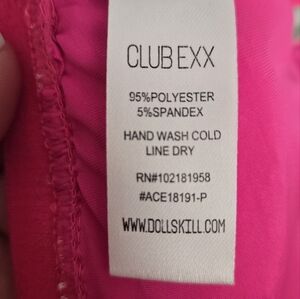 CLUB EXX
95%POLYESTER
5%SPANDEX
HAND WASH COLD
LINE DRY
RN#102181958
#ACE18191-P
WWW.DOLLSKILL.COM